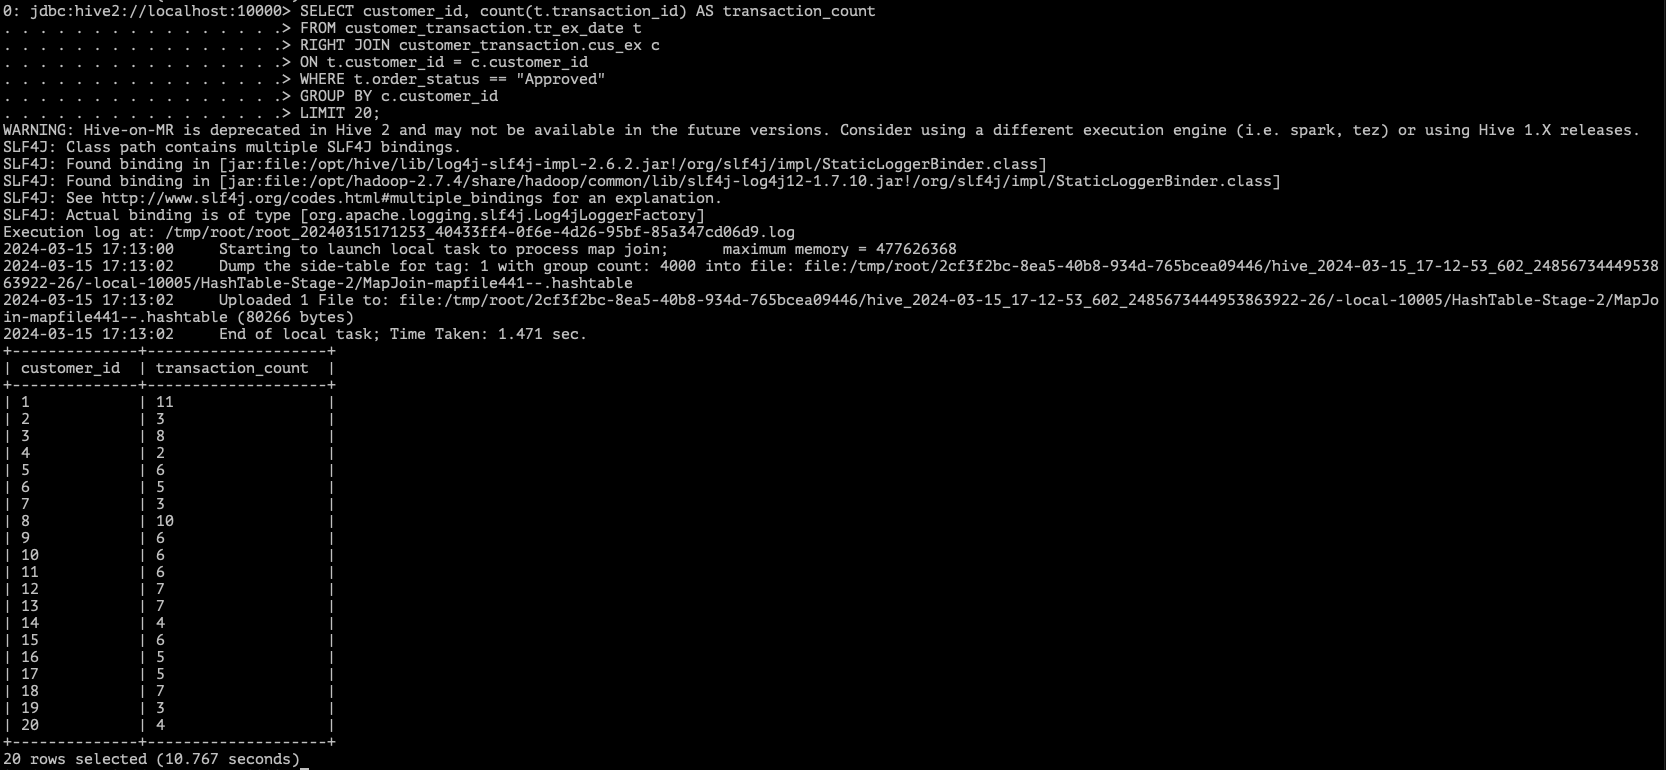 0: jdbc:hive2://localhost:10000> SELECT customer_id, count(t.transaction_id) AS transaction_count
. . . . . . . . . . . . . . . .> FROM customer_transaction.tr_ex_date t
. . . . . . . . . . . . . . . .> RIGHT JOIN customer_transaction.cus_ex c
. . . . . . . . . . . . . . . .> ON t.customer_id = c.customer_id
. . . . . . . . . . . . . . . .> WHERE t.order_status == "Approved"
. . . . . . . . . . . . . . . .> GROUP BY c.customer_id
. . . . . . . . . . . . . . . .> LIMIT 20;
WARNING: Hive-on-MR is deprecated in Hive 2 and may not be available in the future versions. Consider using a different execution engine (i.e. spark, tez) or using Hive 1.X releases.
SLF4J: Class path contains multiple SLF4J bindings.
SLF4J: Found binding in [jar:file:/opt/hive/lib/log4j-slf4j-impl-2.6.2.jar!/org/slf4j/impl/StaticLoggerBinder.class]
SLF4J: Found binding in [jar:file:/opt/hadoop-2.7.4/share/hadoop/common/lib/slf4j-log4j12-1.7.10.jar!/org/slf4j/impl/StaticLoggerBinder.class]
SLF4J: See http://www.slf4j.org/codes.html#multiple_bindings for an explanation.
SLF4J: Actual binding is of type [org.apache.logging.slf4j.Log4jLoggerFactory]
Execution log at: /tmp/root/root_20240315171253_40433ff4-0f6e-4d26-95bf-85a347cd06d9.log
2024-03-15 17:13:00     Starting to launch local task to process map join;      maximum memory = 477626368
2024-03-15 17:13:02     Dump the side-table for tag: 1 with group count: 4000 into file: file:/tmp/root/2cf3f2bc-8ea5-40b8-934d-765bcea09446/hive_2024-03-15_17-12-53_602_24856734449538
63922-26/-local-10005/HashTable-Stage-2/MapJoin-mapfile441--.hashtable
2024-03-15 17:13:02     Uploaded 1 File to: file:/tmp/root/2cf3f2bc-8ea5-40b8-934d-765bcea09446/hive_2024-03-15_17-12-53_602_2485673444953863922-26/-local-10005/HashTable-Stage-2/MapJo
in-mapfile441--.hashtable (80266 bytes)
2024-03-15 17:13:02     End of local task; Time Taken: 1.471 sec.
+--------------+--------------------+
| customer_id  | transaction_count  |
+--------------+--------------------+
| 1            | 11                 |
| 2            | 3                  |
| 3            | 8                  |
| 4            | 2                  |
| 5            | 6                  |
| 6            | 5                  |
| 7            | 3                  |
| 8            | 10                 |
| 9            | 6                  |
| 10           | 6                  |
| 11           | 6                  |
| 12           | 7                  |
| 13           | 7                  |
| 14           | 4                  |
| 15           | 6                  |
| 16           | 5                  |
| 17           | 5                  |
| 18           | 7                  |
| 19           | 3                  |
| 20           | 4                  |
+--------------+--------------------+
20 rows selected (10.767 seconds)